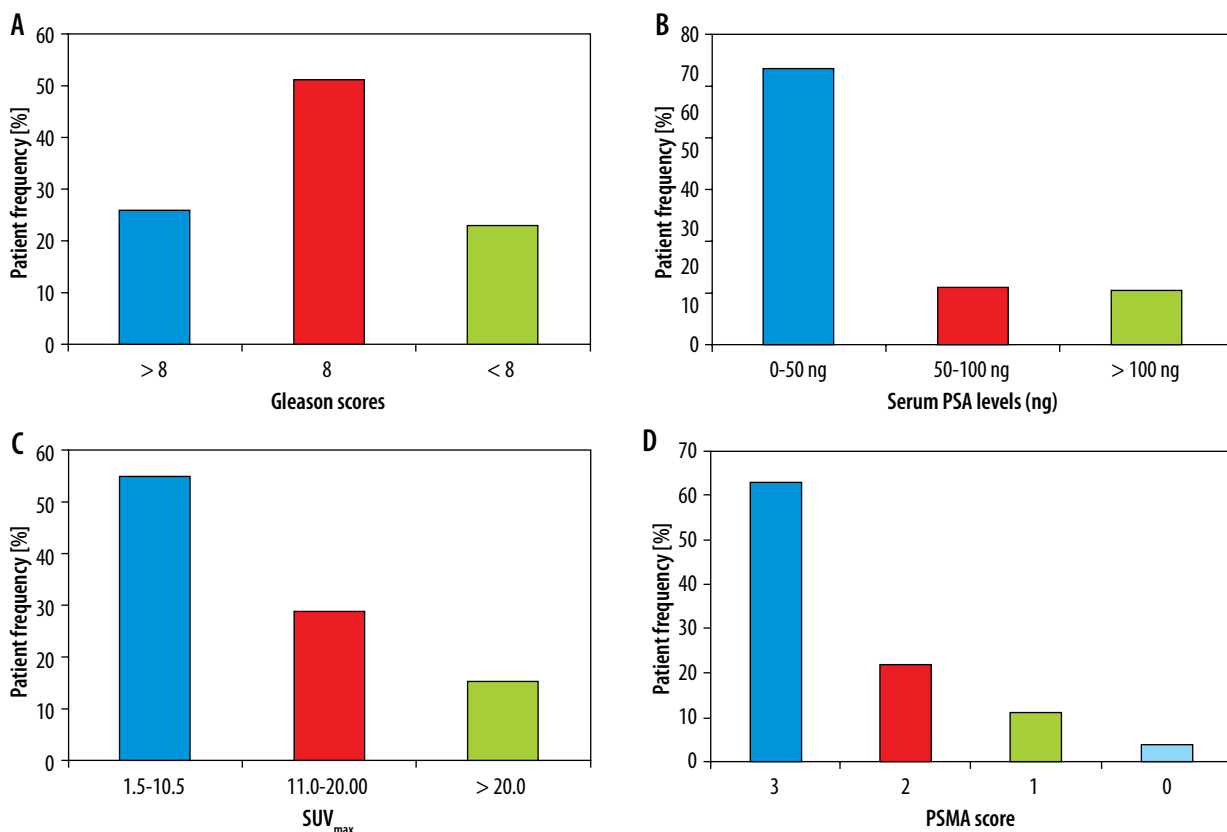 A
60
50
40
30
20
10
0
Patient frequency [%]
> 8
8
< 8
Gleason scores
B
80
70
60
50
40
80
20
10
0
Patient frequency [%]
0-50 ng
50-100 ng
> 100 ng
Serum PSA levels (ng)
C
60
50
40
30
20
10
0
Patient frequency [%]
1.5-10.5
11.0-20.00
> 20.0
SUVmax
D
70
60
50
40
30
20
10
0
Patient frequency [%]
3
2
1
0
PSMA score